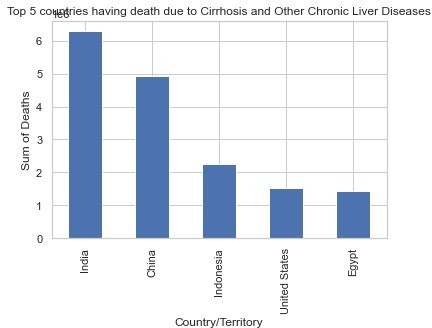 Top 5 countries having death due to Cirrhosis and Other Chronic Liver Diseases
1e6
6
5
4
3
2
1
0
Sum of Deaths
India
China
Indonesia
United States
Egypt
Country/Territory